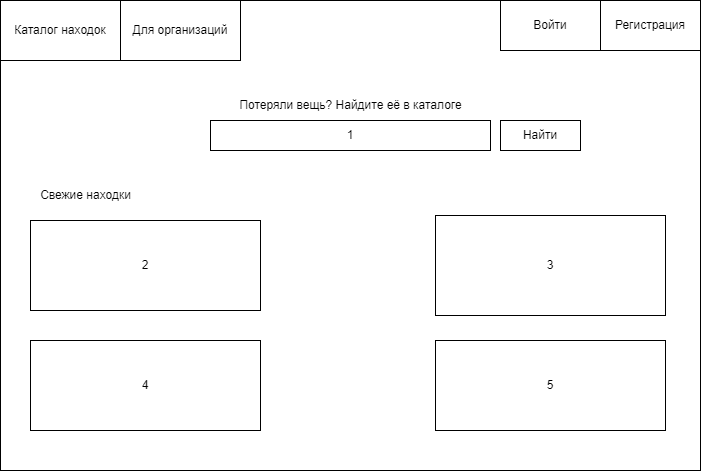 Каталог находок
Для организаций
Войти
Регистрация
Потеряли вещь? Найдите её в каталоге
1
Найти
Свежие находки
2
3
4
5